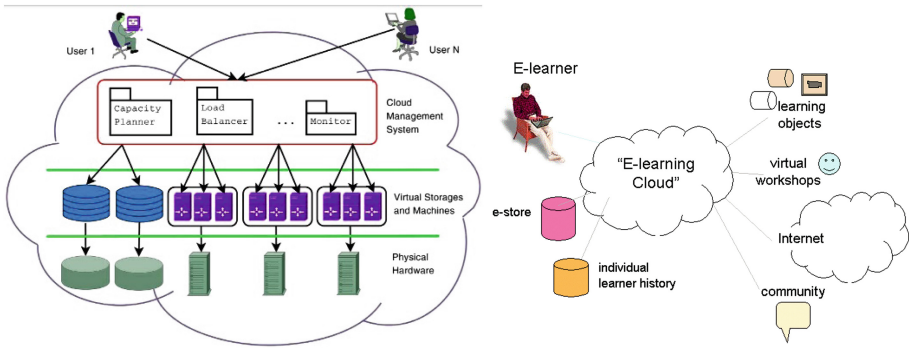 User 1
User N
Capacity
Planner
Load
Balancer
...
Monitor
Cloud
Management
System
Virtual Storages
and Machines
Physical
Hardware
E-learner
learning
objects
"E-learning
Cloud"
virtual
workshops
e-store
Internet
individual
learner history
community